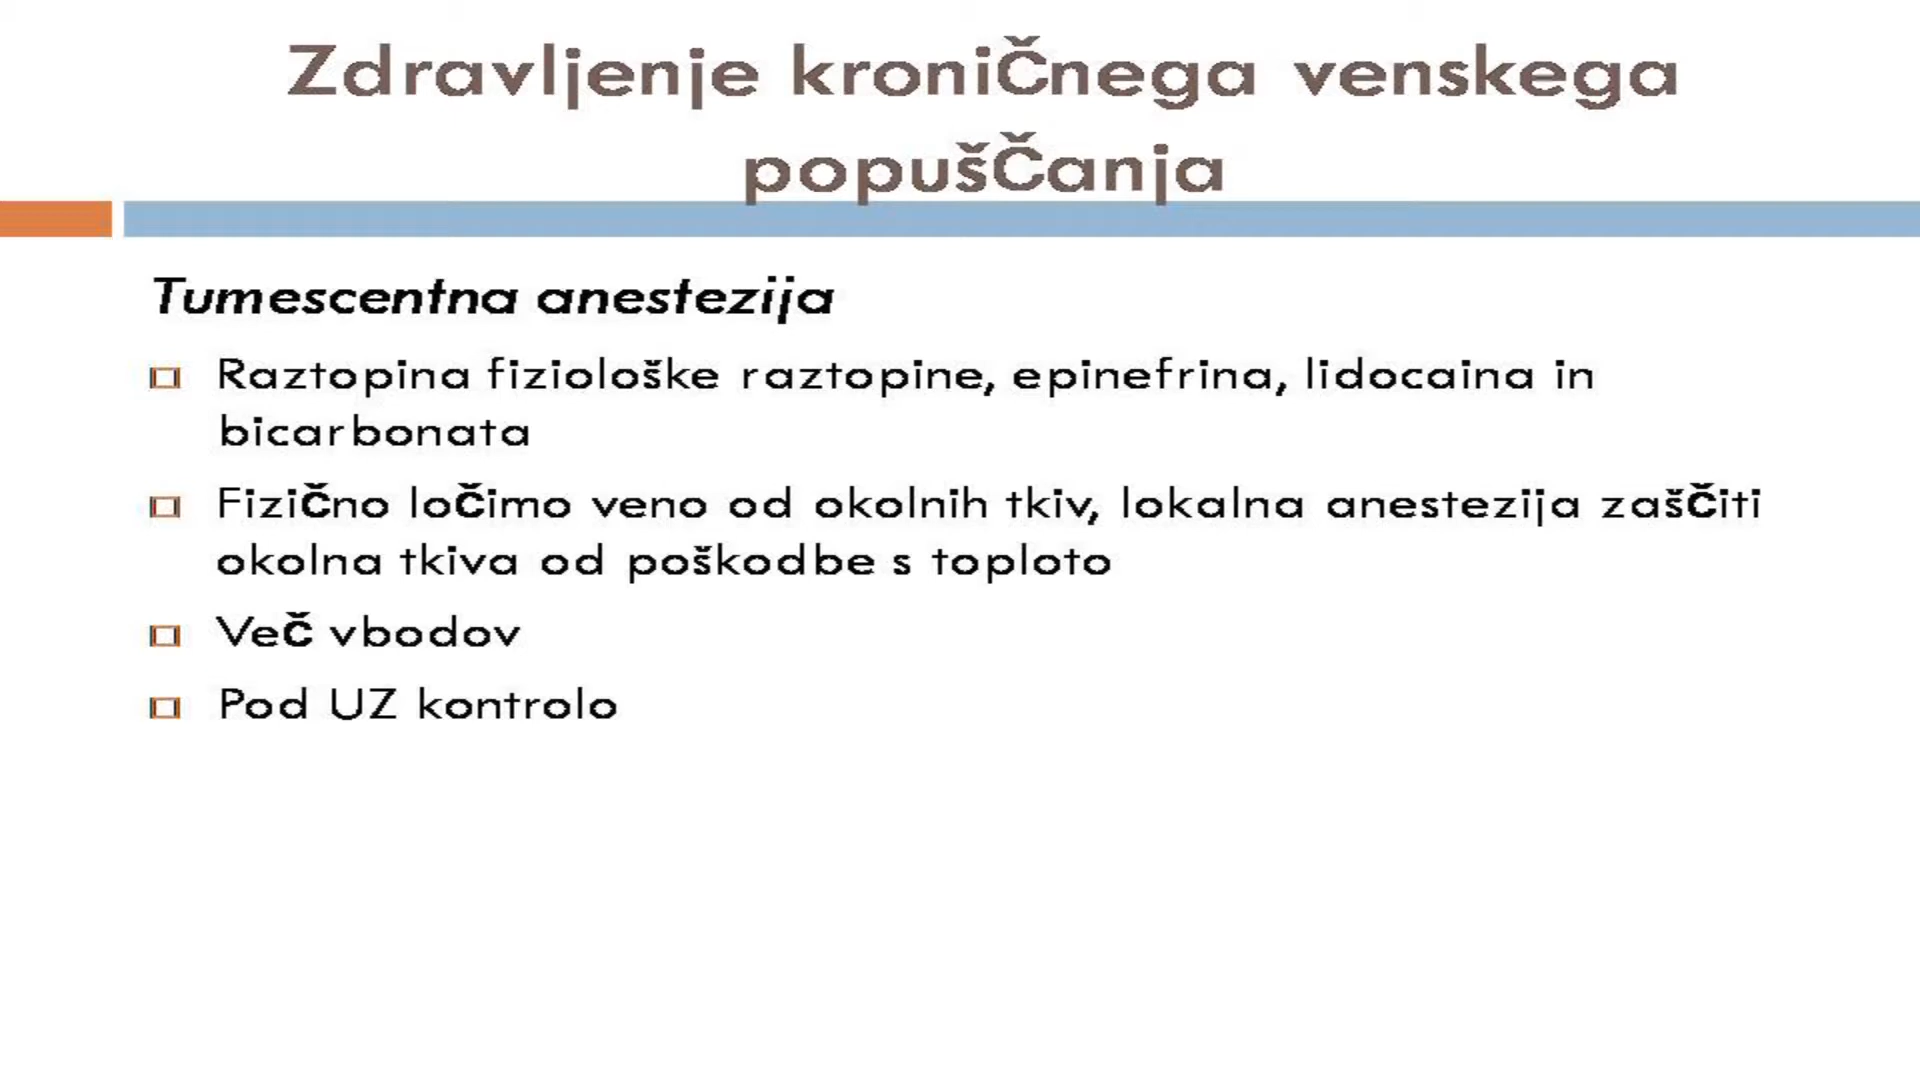 Zdravljenje kroničnega venskega
popuščanja
Tumescentna anestezija
Raztopina fiziološke raztopine, epinefrina, lidocaina in
bicarbonata
Fizično ločimo veno od okolnih tkiv, lokalna anestezija zaščiti
okolna tkiva od poškodbe s toploto
Več vbodov
Pod UZ kontrolo